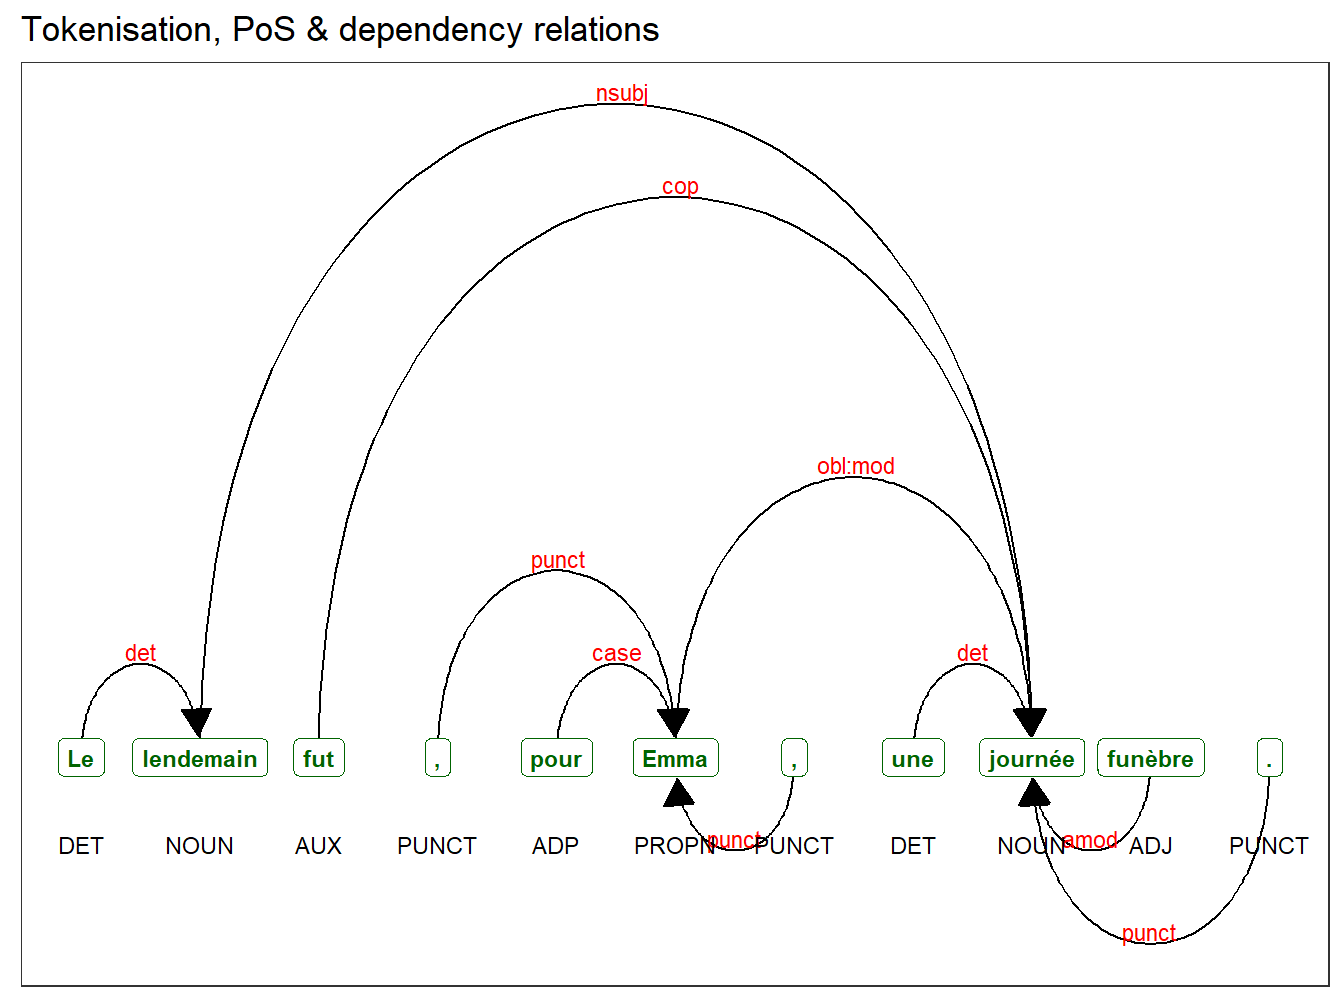 Tokenisation, PoS & dependency relations
nsubj
cop
obl:mod
punct
det case det
Le lendemain fut , pour Emma , une journée funèbre .
punct amod
DET NOUN AUX PUNCT ADP PROPN PUNCT DET NOUN ADJ PUNCT
punct